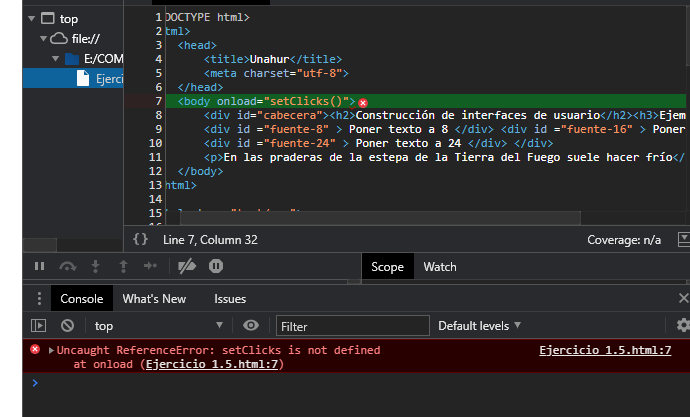 top
file://
E:/COM
Ejerci
1 DOCTYPE html>
2 tml>
3 <head>
4 <title>Unahur</title>
5 <meta charset="utf-8">
6 </head>
7 <body onload="setClicks()">
8 <div id="cabecera"><h2>Construcción de interfaces de usuario</h2><h3>Ejem
9 <div id ="fuente-8" > Poner texto a 8 </div> <div id ="fuente-16" > Poner
10 <div id ="fuente-24" > Poner texto a 24 </div> </div>
11 <p>En las praderas de la estepa de la Tierra del Fuego suele hacer frío</
12 </body>
13 html>
14
15
16
{} Line 7, Column 32 Coverage: n/a
Scope Watch
Console What's New Issues
top Filter Default levels
Uncaught ReferenceError: setClicks is not defined Ejercicio 1.5.html:7
at onload (Ejercicio 1.5.html:7)